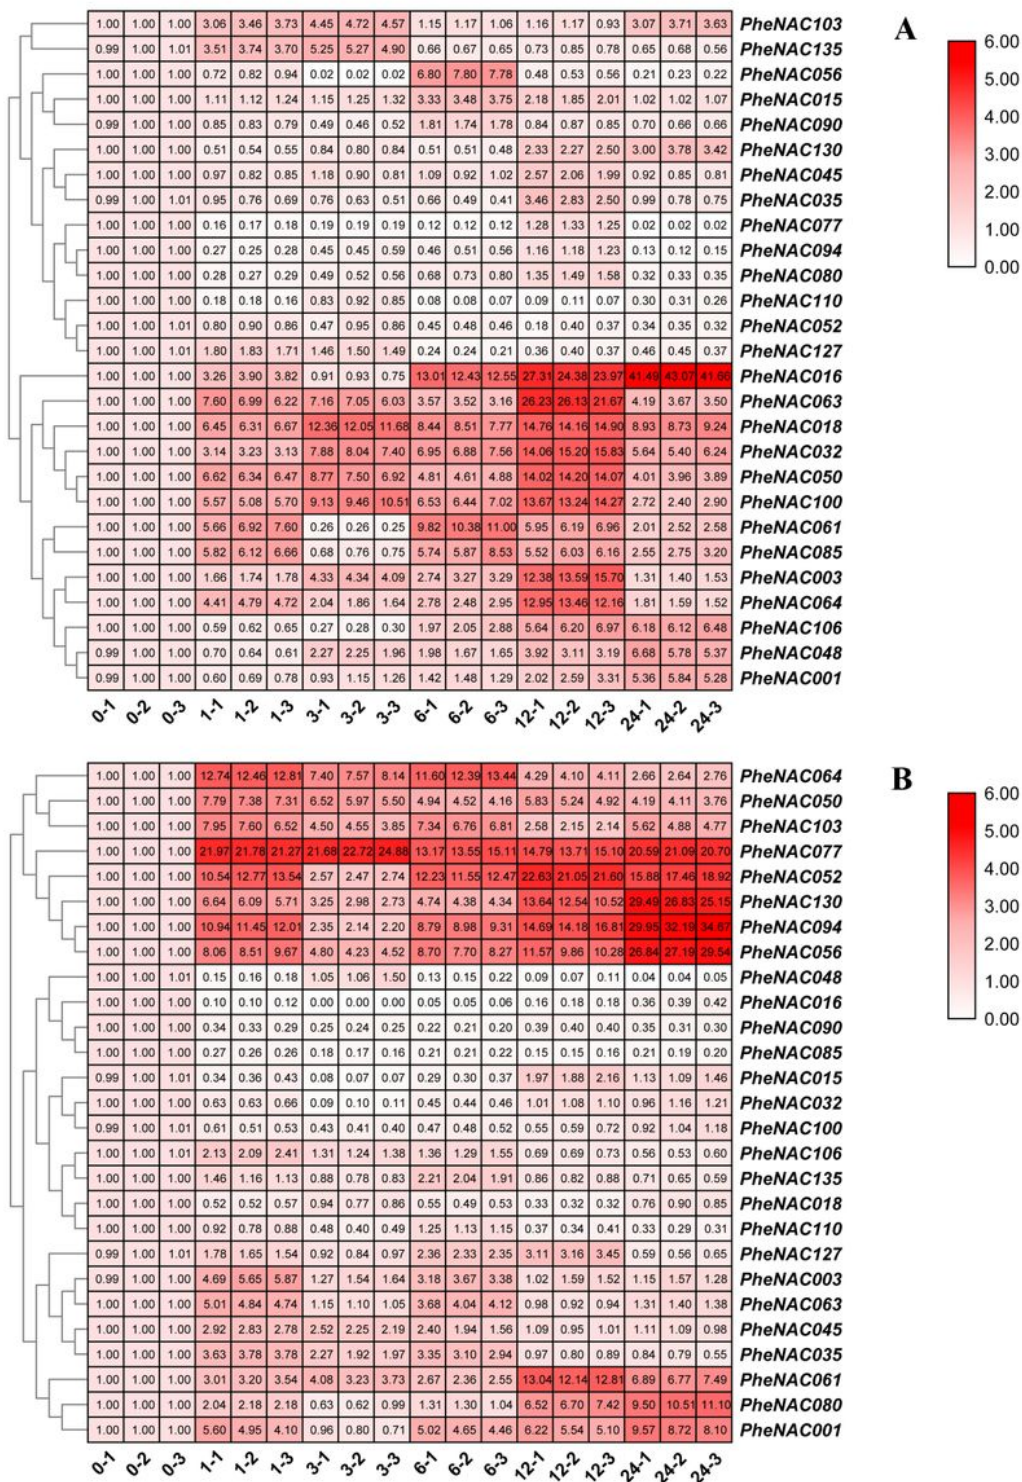 1.00 1.00 1.00 3.06 3.46 3.73 4.45 4.72 4.57 1.15 1.17 1.06 1.16 1.17 0.93 3.07 3.71 3.63 PheNAC103
0.99 1.00 1.01 3.51 3.74 3.70 5.25 5.27 4.90 0.66 0.67 0.65 0.73 0.85 0.78 0.65 0.68 0.56 PheNAC135
1.00 1.00 1.00 0.72 0.82 0.94 0.02 0.02 0.02 6.80 7.80 7.78 0.48 0.53 0.56 0.21 0.23 0.22 PheNAC056
1.00 1.00 1.00 1.11 1.12 1.24 1.15 1.25 1.32 3.33 3.48 3.75 2.18 1.85 2.01 1.02 1.02 1.07 PheNAC015
0.99 1.00 1.00 0.85 0.83 0.79 0.49 0.46 0.52 1.81 1.74 1.78 0.84 0.87 0.85 0.70 0.66 0.66 PheNAC090
1.00 1.00 1.00 0.51 0.54 0.55 0.84 0.80 0.84 0.51 0.51 0.48 2.33 2.27 2.50 3.00 3.78 3.42 PheNAC130
1.00 1.00 1.00 0.97 0.82 0.85 1.18 0.90 0.81 1.09 0.92 1.02 2.57 2.06 1.99 0.92 0.85 0.81 PheNAC045
0.99 1.00 1.01 0.95 0.76 0.69 0.76 0.63 0.51 0.66 0.49 0.41 3.46 2.83 2.50 0.99 0.78 0.75 PheNAC035
1.00 1.00 1.00 0.16 0.17 0.18 0.19 0.19 0.19 0.12 0.12 0.12 1.28 1.33 1.25 0.02 0.02 0.02 PheNAC077
1.00 1.00 1.00 0.27 0.25 0.28 0.45 0.45 0.59 0.46 0.51 0.56 1.16 1.18 1.23 0.13 0.12 0.15 PheNAC094
1.00 1.00 1.00 0.28 0.27 0.29 0.49 0.52 0.56 0.68 0.73 0.80 1.35 1.49 1.58 0.32 0.33 0.35 PheNAC080
1.00 1.00 1.00 0.18 0.18 0.16 0.83 0.92 0.85 0.08 0.08 0.07 0.09 0.11 0.07 0.30 0.31 0.26 PheNAC110
1.00 1.00 1.01 0.80 0.90 0.86 0.47 0.95 0.86 0.45 0.48 0.46 0.18 0.40 0.37 0.34 0.35 0.32 PheNAC052
1.00 1.00 1.01 1.80 1.83 1.71 1.46 1.50 1.49 0.24 0.24 0.21 0.36 0.40 0.37 0.46 0.45 0.37 PheNAC127
1.00 1.00 1.00 3.26 3.90 3.82 0.91 0.93 0.75 13.01 12.43 12.55 27.31 24.38 23.97 41.49 43.07 41.66 PheNAC016
1.00 1.00 1.00 7.60 6.99 6.22 7.16 7.05 6.03 3.57 3.52 3.16 26.23 26.13 21.67 4.19 3.67 3.50 PheNAC063
1.00 1.00 1.00 6.45 6.31 6.67 12.36 12.05 11.68 8.44 8.51 7.77 14.76 14.16 14.90 8.93 8.73 9.24 PheNAC018
1.00 1.00 1.00 3.14 3.23 3.13 7.88 8.04 7.40 6.95 6.88 7.56 14.06 15.20 15.83 5.64 5.40 6.24 PheNAC032
1.00 1.00 1.00 6.62 6.34 6.47 8.77 7.50 6.92 4.81 4.61 4.88 14.02 14.20 14.07 4.01 3.96 3.89 PheNAC050
1.00 1.00 1.00 5.57 5.08 5.70 9.13 9.46 10.51 6.53 6.44 7.02 13.67 13.24 14.27 2.72 2.40 2.90 PheNAC100
1.00 1.00 1.00 5.66 6.92 7.60 0.26 0.26 0.25 9.82 10.38 11.00 5.95 6.19 6.96 2.01 2.52 2.58 PheNAC061
1.00 1.00 1.00 5.82 6.12 6.66 0.68 0.76 0.75 5.74 5.87 8.53 5.52 6.03 6.16 2.55 2.75 3.20 PheNAC085
1.00 1.00 1.00 1.66 1.74 1.78 4.33 4.34 4.09 2.74 3.27 3.29 12.38 13.59 15.70 1.31 1.40 1.53 PheNAC003
1.00 1.00 1.00 4.41 4.79 4.72 2.04 1.86 1.64 2.78 2.48 2.95 12.95 13.46 12.16 1.81 1.59 1.52 PheNAC064
1.00 1.00 1.00 0.59 0.62 0.65 0.27 0.28 0.30 1.97 2.05 2.88 5.64 6.20 6.97 6.18 6.12 6.48 PheNAC106
0.99 1.00 1.00 0.70 0.64 0.61 2.27 2.25 1.96 1.98 1.67 1.65 3.92 3.11 3.19 6.68 5.78 5.37 PheNAC048
0.99 1.00 1.00 0.60 0.69 0.78 0.93 1.15 1.26 1.42 1.48 1.29 2.02 2.59 3.31 5.36 5.84 5.28 PheNAC001
0-1 0-2 0-3 1-1 1-2 1-3 3-1 3-2 3-3 6-1 6-2 6-3 12-1 12-2 12-3 24-1 24-2 24-3
A
6.00
5.00
4.00
3.00
2.00
1.00
0.00
1.00 1.00 1.00 12.74 12.46 12.81 7.40 7.57 8.14 11.60 12.39 13.44 4.29 4.10 4.11 2.66 2.64 2.76 PheNAC064
1.00 1.00 1.00 7.79 7.38 7.31 6.52 5.97 5.50 4.94 4.52 4.16 5.83 5.24 4.92 4.19 4.11 3.76 PheNAC050
1.00 1.00 1.00 7.95 7.60 6.52 4.50 4.55 3.85 7.34 6.76 6.81 2.58 2.15 2.14 5.62 4.88 4.77 PheNAC103
1.00 1.00 1.00 21.97 21.78 21.27 21.68 22.72 24.88 13.17 13.55 15.11 14.79 13.71 15.10 20.59 21.09 20.70 PheNAC077
1.00 1.00 1.00 10.54 12.77 13.54 2.57 2.47 2.74 12.23 11.55 12.47 22.63 21.05 21.60 15.88 17.46 18.92 PheNAC052
1.00 1.00 1.00 6.64 6.09 5.71 3.25 2.98 2.73 4.74 4.38 4.34 13.64 12.54 10.52 29.49 26.83 25.15 PheNAC130
1.00 1.00 1.00 10.94 11.45 12.01 2.35 2.14 2.20 8.79 8.98 9.31 14.69 14.18 16.81 29.95 32.19 34.67 PheNAC094
1.00 1.00 1.00 8.06 8.51 9.67 4.80 4.23 4.52 8.70 7.70 8.27 11.57 9.86 10.28 26.84 27.19 29.54 PheNAC056
1.00 1.00 1.01 0.15 0.16 0.18 1.05 1.06 1.50 0.13 0.15 0.22 0.09 0.07 0.11 0.04 0.04 0.05 PheNAC048
1.00 1.00 1.00 0.10 0.10 0.12 0.00 0.00 0.00 0.05 0.05 0.06 0.16 0.18 0.18 0.36 0.39 0.42 PheNAC016
1.00 1.00 1.00 0.34 0.33 0.29 0.25 0.24 0.25 0.22 0.21 0.20 0.39 0.40 0.40 0.35 0.31 0.30 PheNAC090
1.00 1.00 1.00 0.27 0.26 0.26 0.18 0.17 0.16 0.21 0.21 0.22 0.15 0.15 0.16 0.21 0.19 0.20 PheNAC085
0.99 1.00 1.01 0.34 0.36 0.43 0.08 0.07 0.07 0.29 0.30 0.37 1.97 1.88 2.16 1.13 1.09 1.46 PheNAC015
1.00 1.00 1.00 0.63 0.63 0.66 0.09 0.10 0.11 0.45 0.44 0.46 1.01 1.08 1.10 0.96 1.16 1.21 PheNAC032
0.99 1.00 1.01 0.61 0.51 0.53 0.43 0.41 0.40 0.47 0.48 0.52 0.55 0.59 0.72 0.92 1.04 1.18 PheNAC100
1.00 1.00 1.01 2.13 2.09 2.41 1.31 1.24 1.38 1.36 1.29 1.55 0.69 0.69 0.73 0.56 0.53 0.60 PheNAC106
1.00 1.00 1.00 1.46 1.16 1.13 0.88 0.78 0.83 2.21 2.04 1.91 0.86 0.82 0.88 0.71 0.65 0.59 PheNAC135
1.00 1.00 1.00 0.52 0.52 0.57 0.94 0.77 0.86 0.55 0.49 0.53 0.33 0.32 0.32 0.76 0.90 0.85 PheNAC018
1.00 1.00 1.00 0.92 0.78 0.88 0.48 0.40 0.49 1.25 1.13 1.15 0.37 0.34 0.41 0.33 0.29 0.31 PheNAC110
0.99 1.00 1.01 1.78 1.65 1.54 0.92 0.84 0.97 2.36 2.33 2.35 3.11 3.16 3.45 0.59 0.56 0.65 PheNAC127
0.99 1.00 1.00 4.69 5.65 5.87 1.27 1.54 1.64 3.18 3.67 3.38 1.02 1.59 1.52 1.15 1.57 1.28 PheNAC003
1.00 1.00 1.00 5.01 4.84 4.74 1.15 1.10 1.05 3.68 4.04 4.12 0.98 0.92 0.94 1.31 1.40 1.38 PheNAC063
1.00 1.00 1.00 2.92 2.83 2.78 2.52 2.25 2.19 2.40 1.94 1.56 1.09 0.95 1.01 1.11 1.09 0.98 PheNAC045
1.00 1.00 1.00 3.63 3.78 3.78 2.27 1.92 1.97 3.35 3.10 2.94 0.97 0.80 0.89 0.84 0.79 0.55 PheNAC035
1.00 1.00 1.00 3.01 3.20 3.54 4.08 3.23 3.73 2.67 2.36 2.55 13.04 12.14 12.81 6.89 6.77 7.49 PheNAC061
1.00 1.00 1.00 2.04 2.18 2.18 0.63 0.62 0.99 1.31 1.30 1.04 6.52 6.70 7.42 9.50 10.51 11.10 PheNAC080
1.00 1.00 1.00 5.60 4.95 4.10 0.96 0.80 0.71 5.02 4.65 4.46 6.22 5.54 5.10 9.57 8.72 8.10 PheNAC001
0-1 0-2 0-3 1-1 1-2 1-3 3-1 3-2 3-3 6-1 6-2 6-3 12-1 12-2 12-3 24-1 24-2 24-3
B
6.00
5.00
4.00
3.00
2.00
1.00
0.00